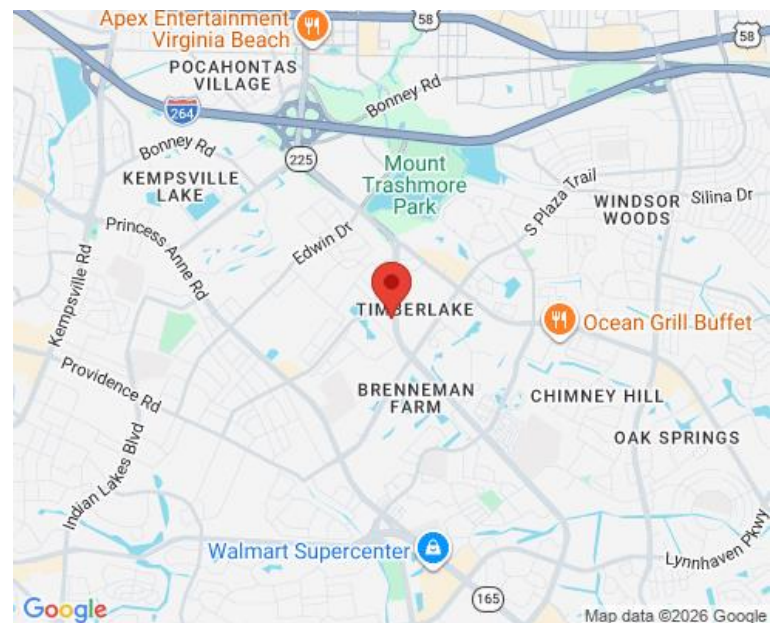 Apex Entertainment
Virginia Beach
58
58
POCAHONTAS
VILLAGE
264
Bonney Rd
Bonney Rd
225
KEMPSVILLE
LAKE
Mount
Trashmore
Park
S Plaza Trail
WINDSOR
WOODS
Silina Dr
Princess Anne Rd
Edwin Dr
Kempsville Rd
TIMBERLAKE
Ocean Grill Buffet
Providence Rd
BRENNEMAN
FARM
CHIMNEY HILL
OAK SPRINGS
Indian Lakes Blvd
Walmart Supercenter
Lynnhaven Pkwy
165
Google
Map data ©2026 Google